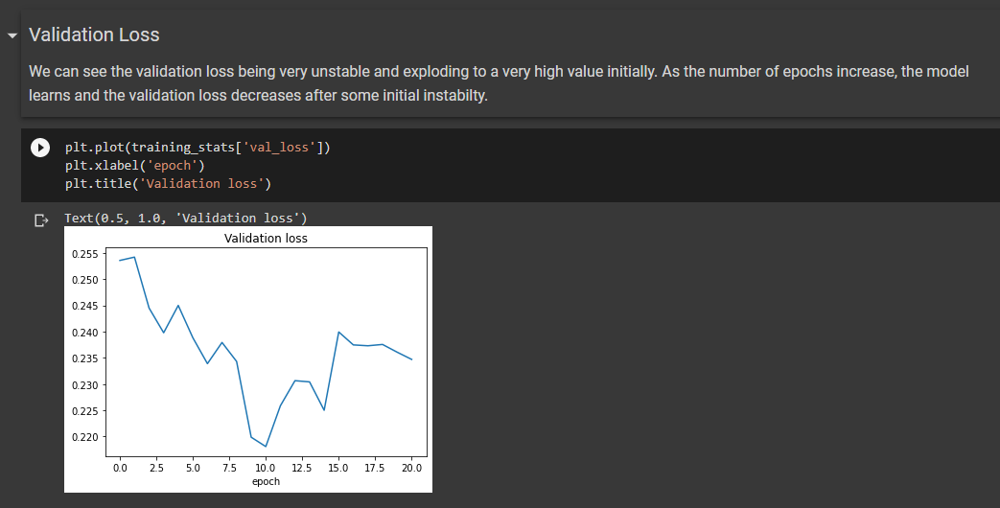 Validation Loss
We can see the validation loss being very unstable and exploding to a very high value initially. As the number of epochs increase, the model
learns and the validation loss decreases after some initial instabilty.
plt.plot(training_stats['val_loss'])
plt.xlabel('epoch')
plt.title('Validation loss')
Text(0.5, 1.0, 'Validation loss')
Validation loss
0.255
0.250
0.245
0.240
0.235
0.230
0.225
0.220
0.0 2.5 5.0 7.5 10.0 12.5 15.0 17.5 20.0
epoch